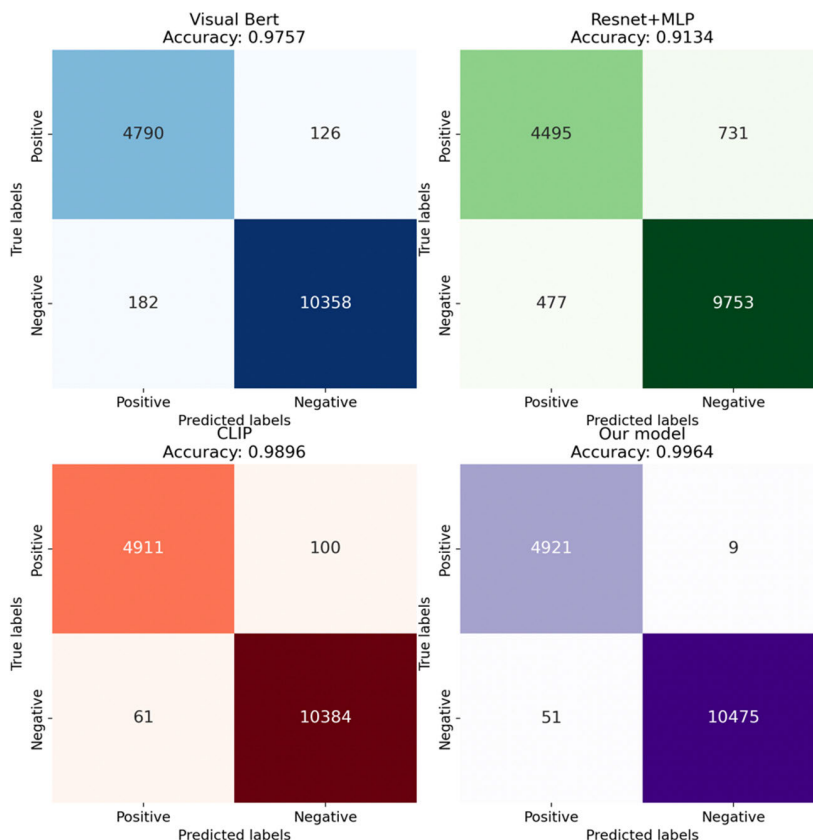 Visual Bert
Accuracy: 0.9757
Positive
4790
126
True labels
Negative
182
10358
Positive
Negative
Predicted labels
Resnet+MLP
Accuracy: 0.9134
Positive
4495
731
True labels
Negative
477
9753
Positive
Negative
Predicted labels
CLIP
Accuracy: 0.9896
Positive
4911
100
True labels
Negative
61
10384
Positive
Negative
Predicted labels
Our model
Accuracy: 0.9964
Positive
4921
9
True labels
Negative
51
10475
Positive
Negative
Predicted labels